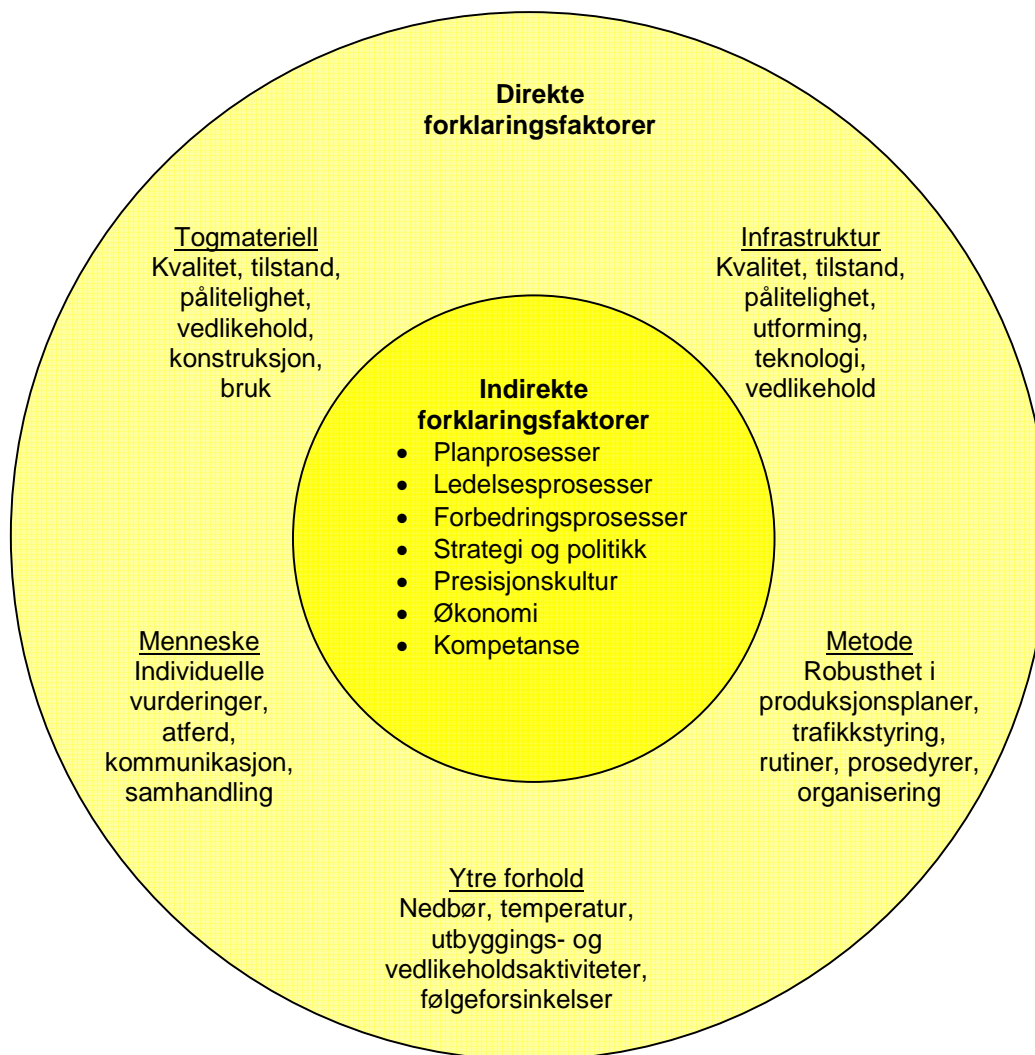 Direkte
forklaringsfaktorer
Togmateriell
Kvalitet, tilstand,
pålitelighet,
vedlikehold,
konstruksjon,
bruk
Infrastruktur
Kvalitet, tilstand,
pålitelighet,
utforming,
teknologi,
vedlikehold
Indirekte
forklaringsfaktorer
• Planprosesser
• Ledelsesprosesser
• Forbedringsprosesser
• Strategi og politikk
• Presisjonskultur
• Økonomi
• Kompetanse
Menneske
Individuelle
vurderinger,
atferd,
kommunikasjon,
samhandling
Metode
Robusthet i
produksjonsplaner,
trafikkstyring,
rutiner, prosedyrer,
organisering
Ytre forhold
Nedbør, temperatur,
utbyggings- og
vedlikeholdsaktiviteter,
følgeforsinkelser